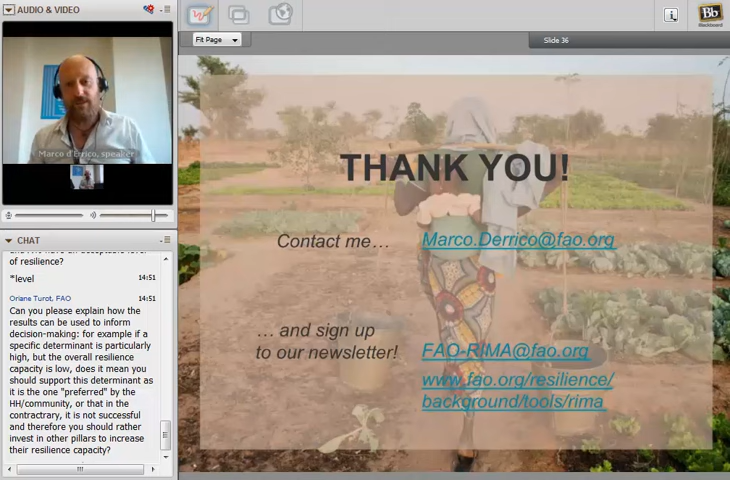 AUDIO & VIDEO
Marco d'Errico, speaker
CHAT
of resilience?
*level 14:51
Oriane Turot, FAO 14:51
Can you please explain how the
results can be used to inform
decision-making: for example if a
specific determinant is particularly
high, but the overall resilience
capacity is low, does it mean you
should support this determinant as
it is the one "preferred" by the
HH/community, or that in the
contractrary, it is not successful
and therefore you should rather
invest in other pillars to increase
their resilience capacity?
Fit Page
Slide 36
Bb
Blackboard
THANK YOU!
Contact me… Marco.Derrico@fao.org
… and sign up
to our newsletter! FAO-RIMA@fao.org
www.fao.org/resilience/
background/tools/rima